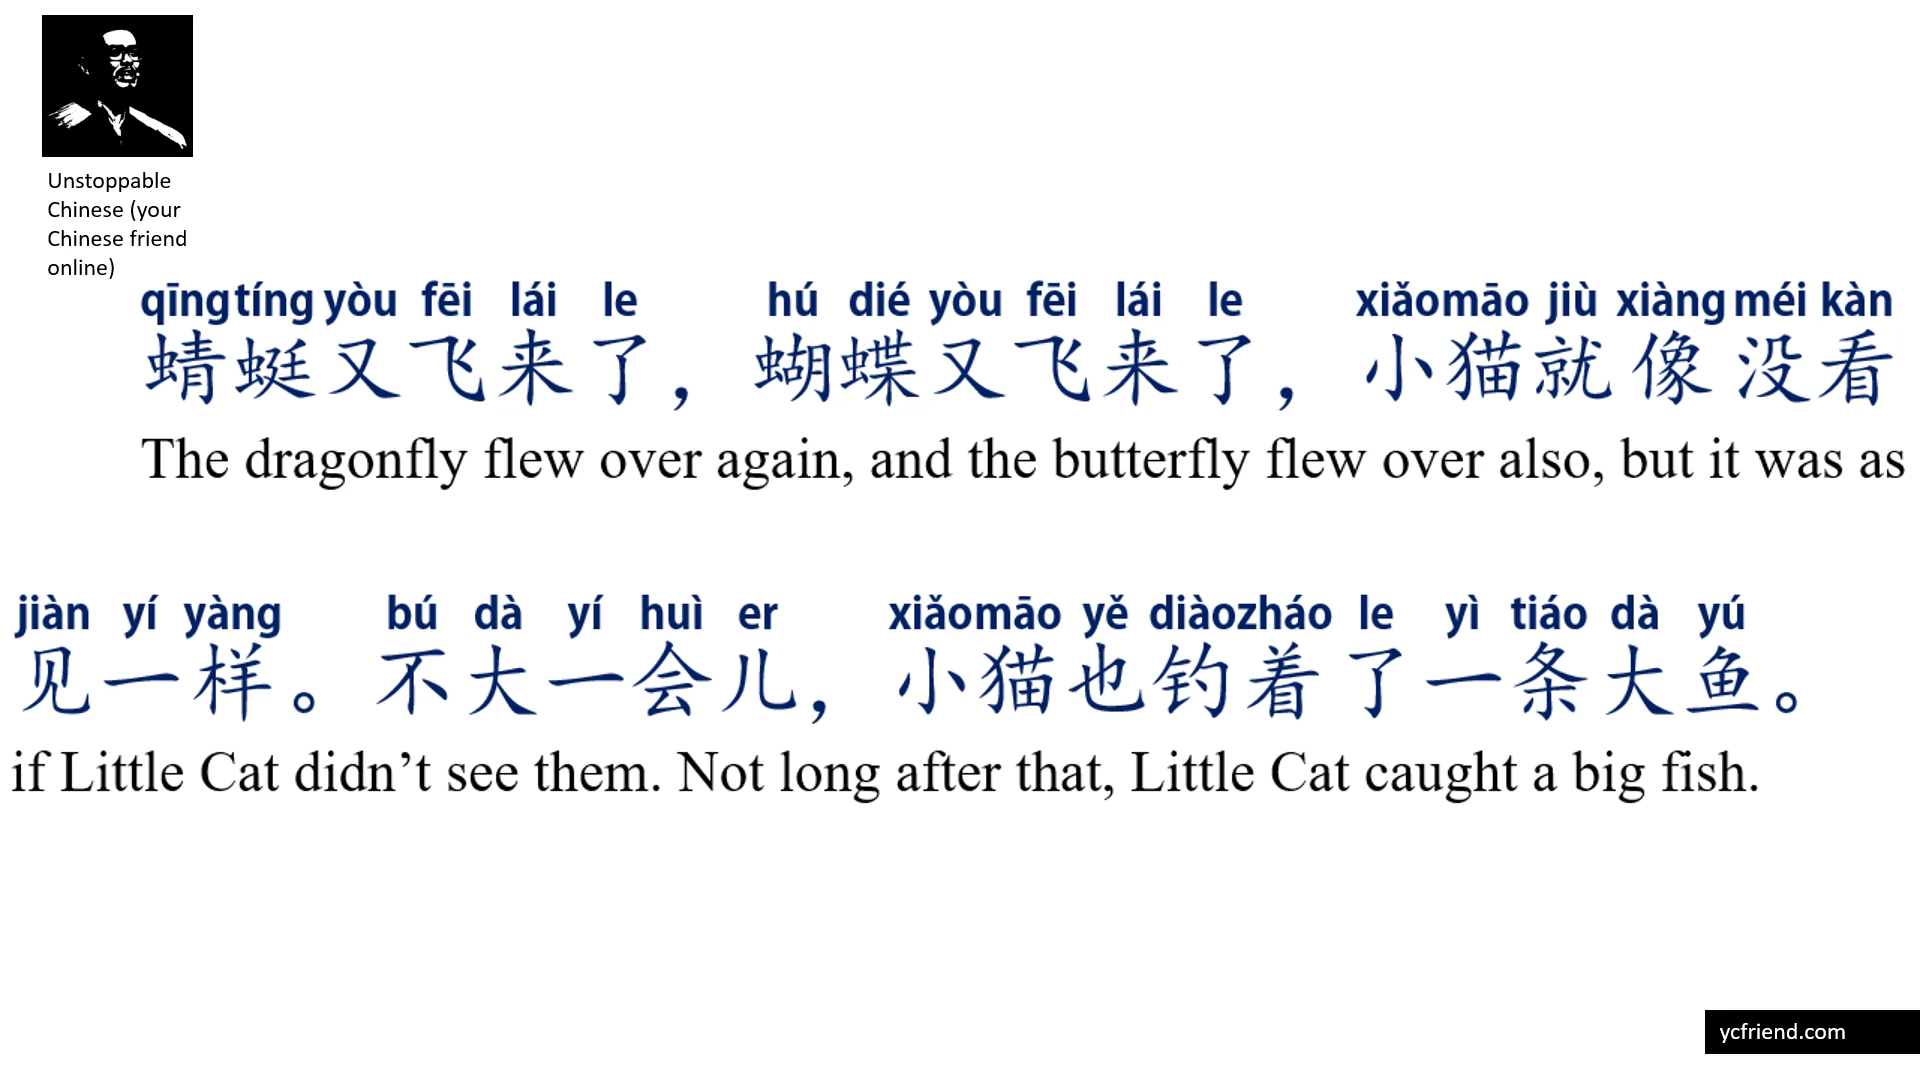 Unstoppable
Chinese (your
Chinese friend
online)
qīngtíng yòu fēi lái le hú dié yòu fēi lái le xiǎomāo jiù xiàng méi kàn
蜻蜓又飞来了，蝴蝶又飞来了，小猫就像没看
The dragonfly flew over again, and the butterfly flew over also, but it was as
jiàn yí yàng bú dà yí huì er xiǎomāo yě diàozháo le yì tiáo dà yú
见一样。不大一会儿，小猫也钓着了一条大鱼。
if Little Cat didn’t see them. Not long after that, Little Cat caught a big fish.
ycfriend.com